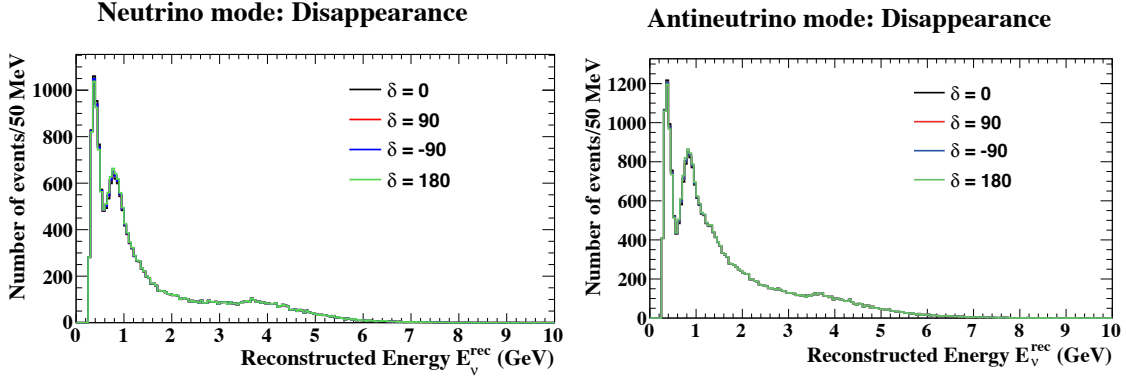 Neutrino mode: Disappearance
Number of events/50 MeV
1000
800
600
400
200
0
δ = 0
δ = 90
δ = -90
δ = 180
0 1 2 3 4 5 6 7 8 9 10
Reconstructed Energy E_ν^rec (GeV)
Antineutrino mode: Disappearance
Number of events/50 MeV
1200
1000
800
600
400
200
0
δ = 0
δ = 90
δ = -90
δ = 180
0 1 2 3 4 5 6 7 8 9 10
Reconstructed Energy E_ν^rec (GeV)